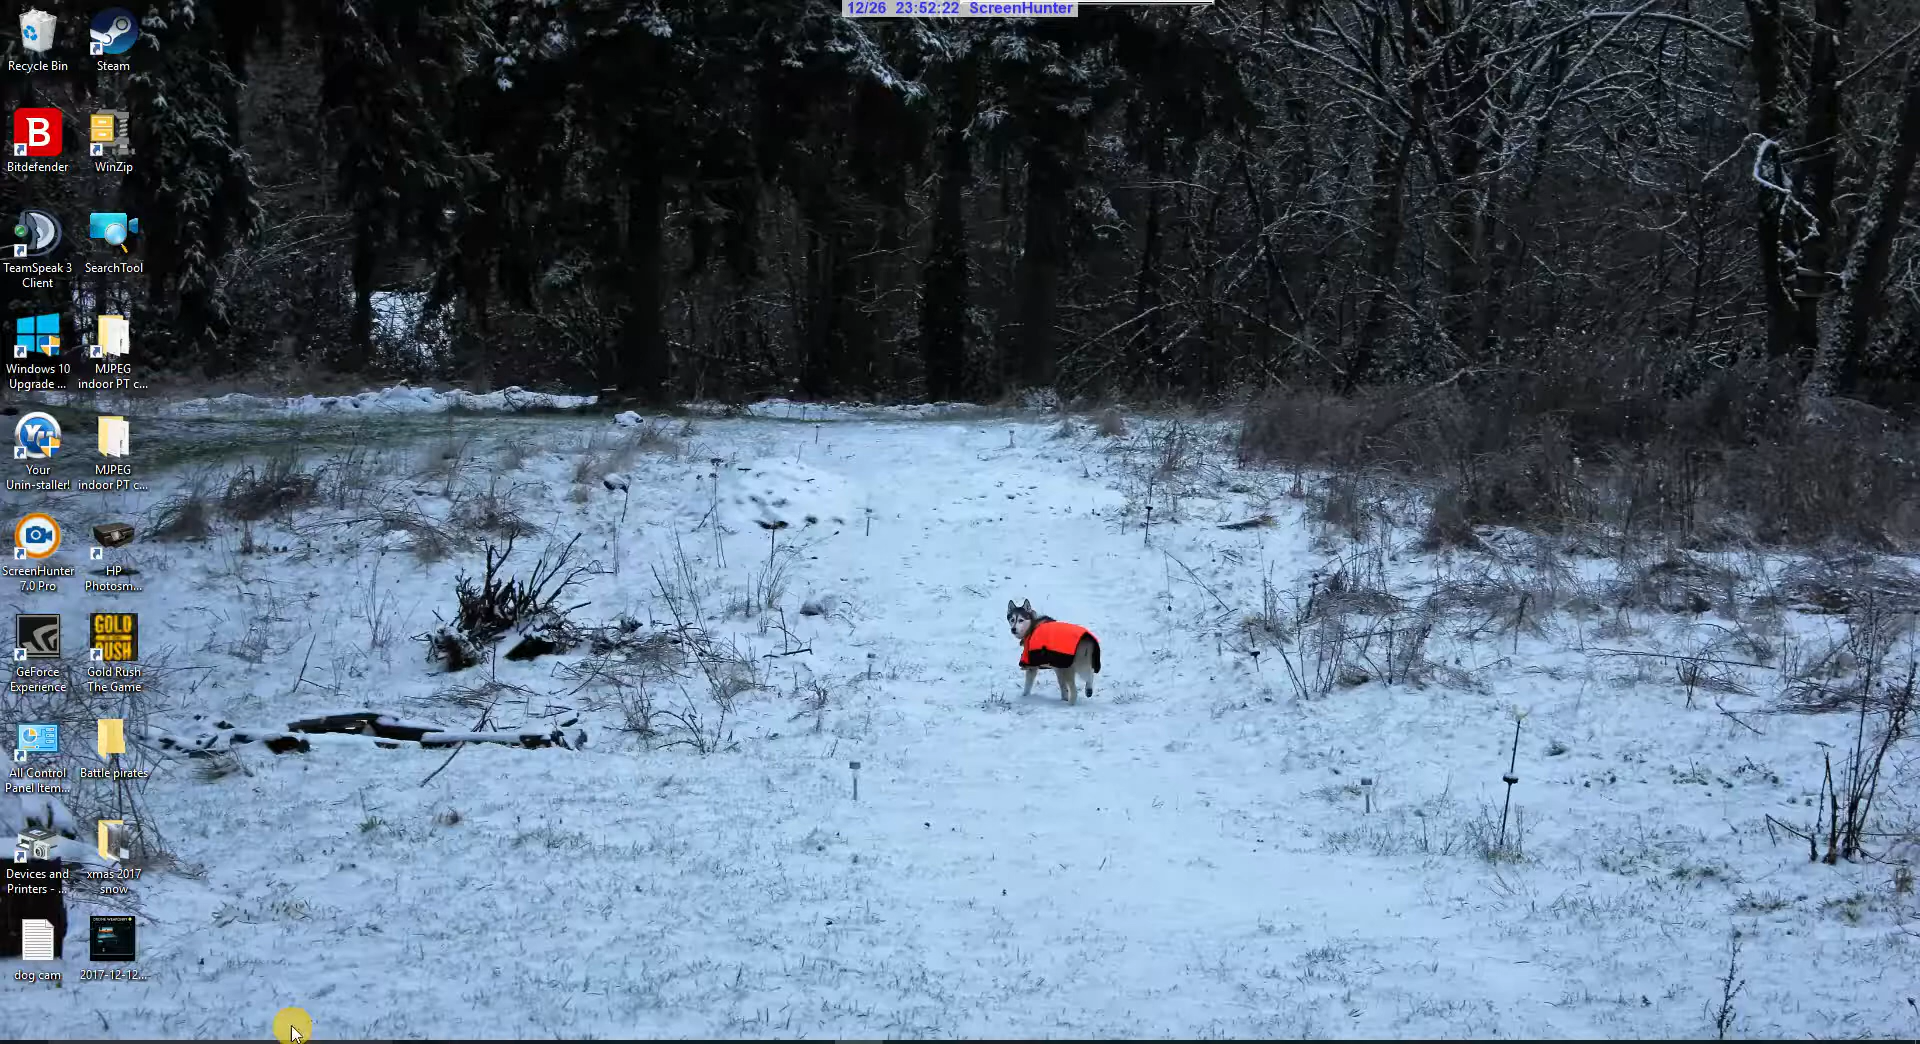 12/26 23:52:22 ScreenHunter
Recycle Bin
Steam
B
Bitdefender
WinZip
TeamSpeak 3
Client
SearchTool
Windows 10
Upgrade ...
MJPEG
indoor PT c...
YU
Your
Unin-staller!
MJPEG
indoor PT c...
ScreenHunter
7.0 Pro
HP
Photosm...
GeForce
Experience
GOLD
RUSH
Gold Rush
The Game
All Control
Panel Item...
Battle pirates
Devices and
Printers - ...
xmas 2017
snow
dog cam
2017-12-12...